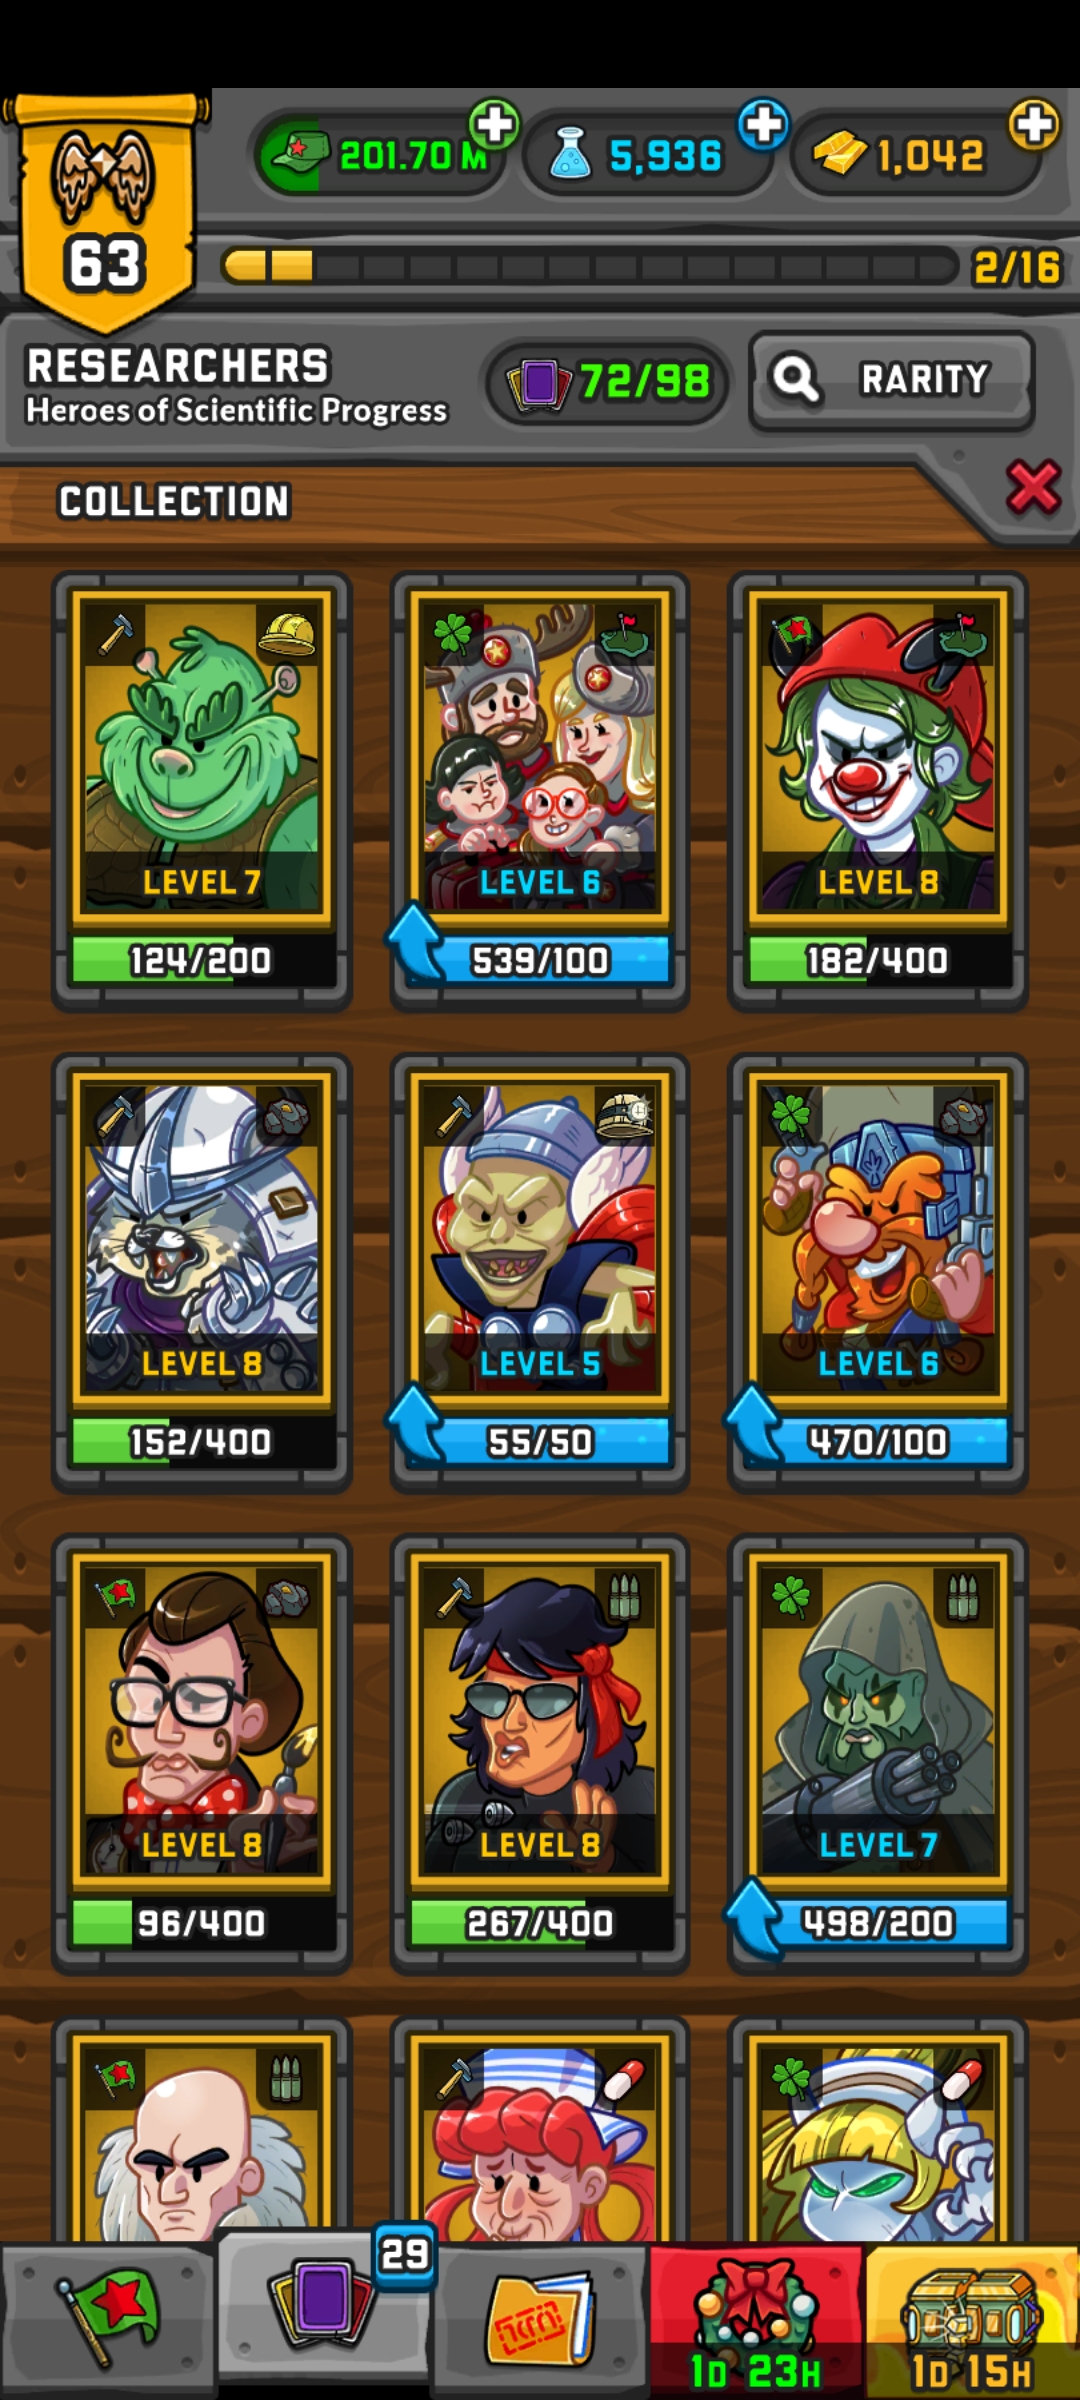 201.70 M
5,936
1,042
63
2/16
RESEARCHERS
Heroes of Scientific Progress
72/98
RARITY
COLLECTION
LEVEL 7
LEVEL 6
LEVEL 8
124/200
539/100
182/400
LEVEL 8
LEVEL 5
LEVEL 6
152/400
55/50
470/100
LEVEL 8
LEVEL 8
LEVEL 7
96/400
267/400
498/200
29
1D 23H
1D 15H